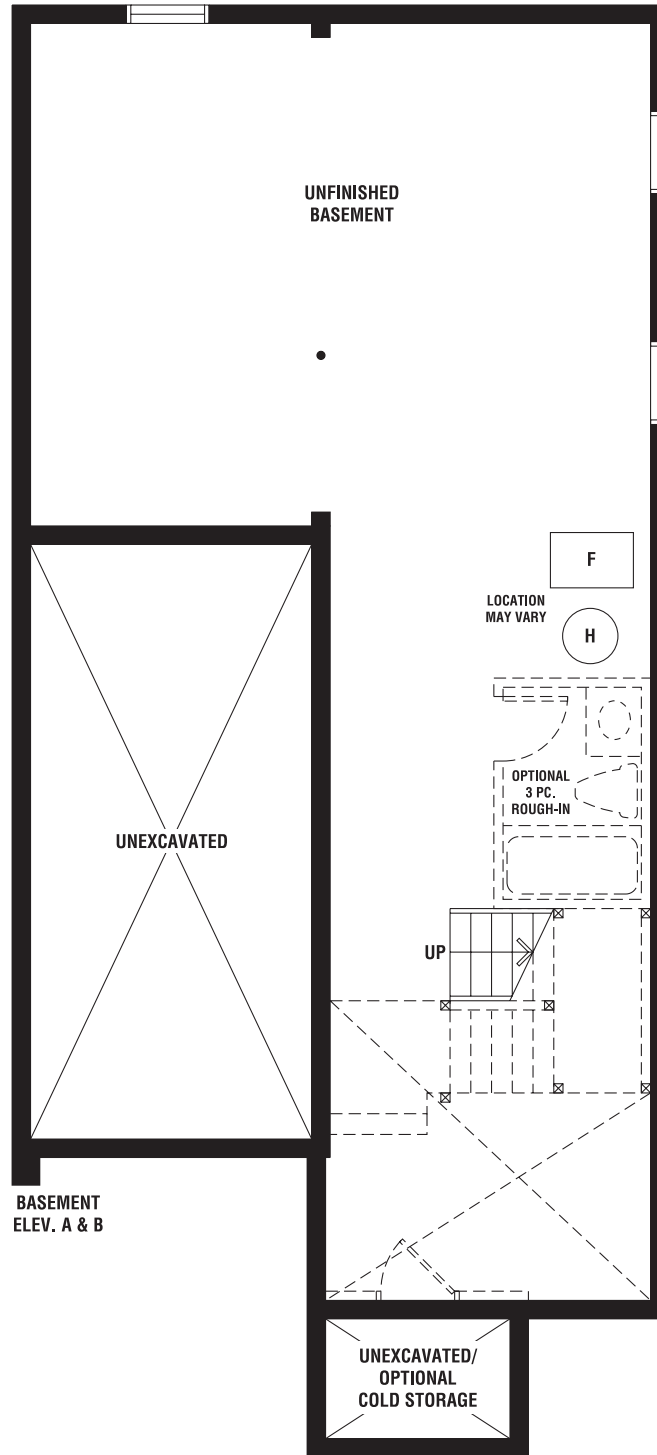 UNFINISHED
BASEMENT
F
LOCATION
MAY VARY
H
OPTIONAL
3 PC.
ROUGH-IN
UNEXCAVATED
UP
BASEMENT
ELEV. A & B
UNEXCAVATED/
OPTIONAL
COLD STORAGE